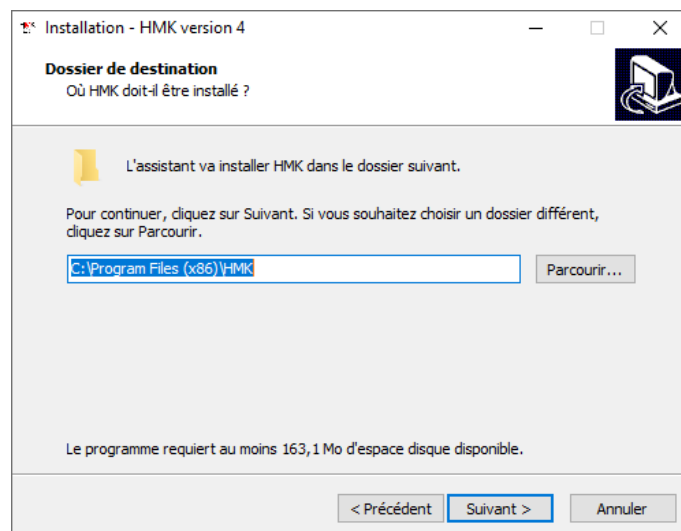 Installation - HMK version 4
Dossier de destination
Où HMK doit-il être installé ?
L'assistant va installer HMK dans le dossier suivant.
Pour continuer, cliquez sur Suivant. Si vous souhaitez choisir un dossier différent,
cliquez sur Parcourir.
C:\Program Files (x86)\HMK
Parcourir...
Le programme requiert au moins 163,1 Mo d'espace disque disponible.
< Précédent
Suivant >
Annuler